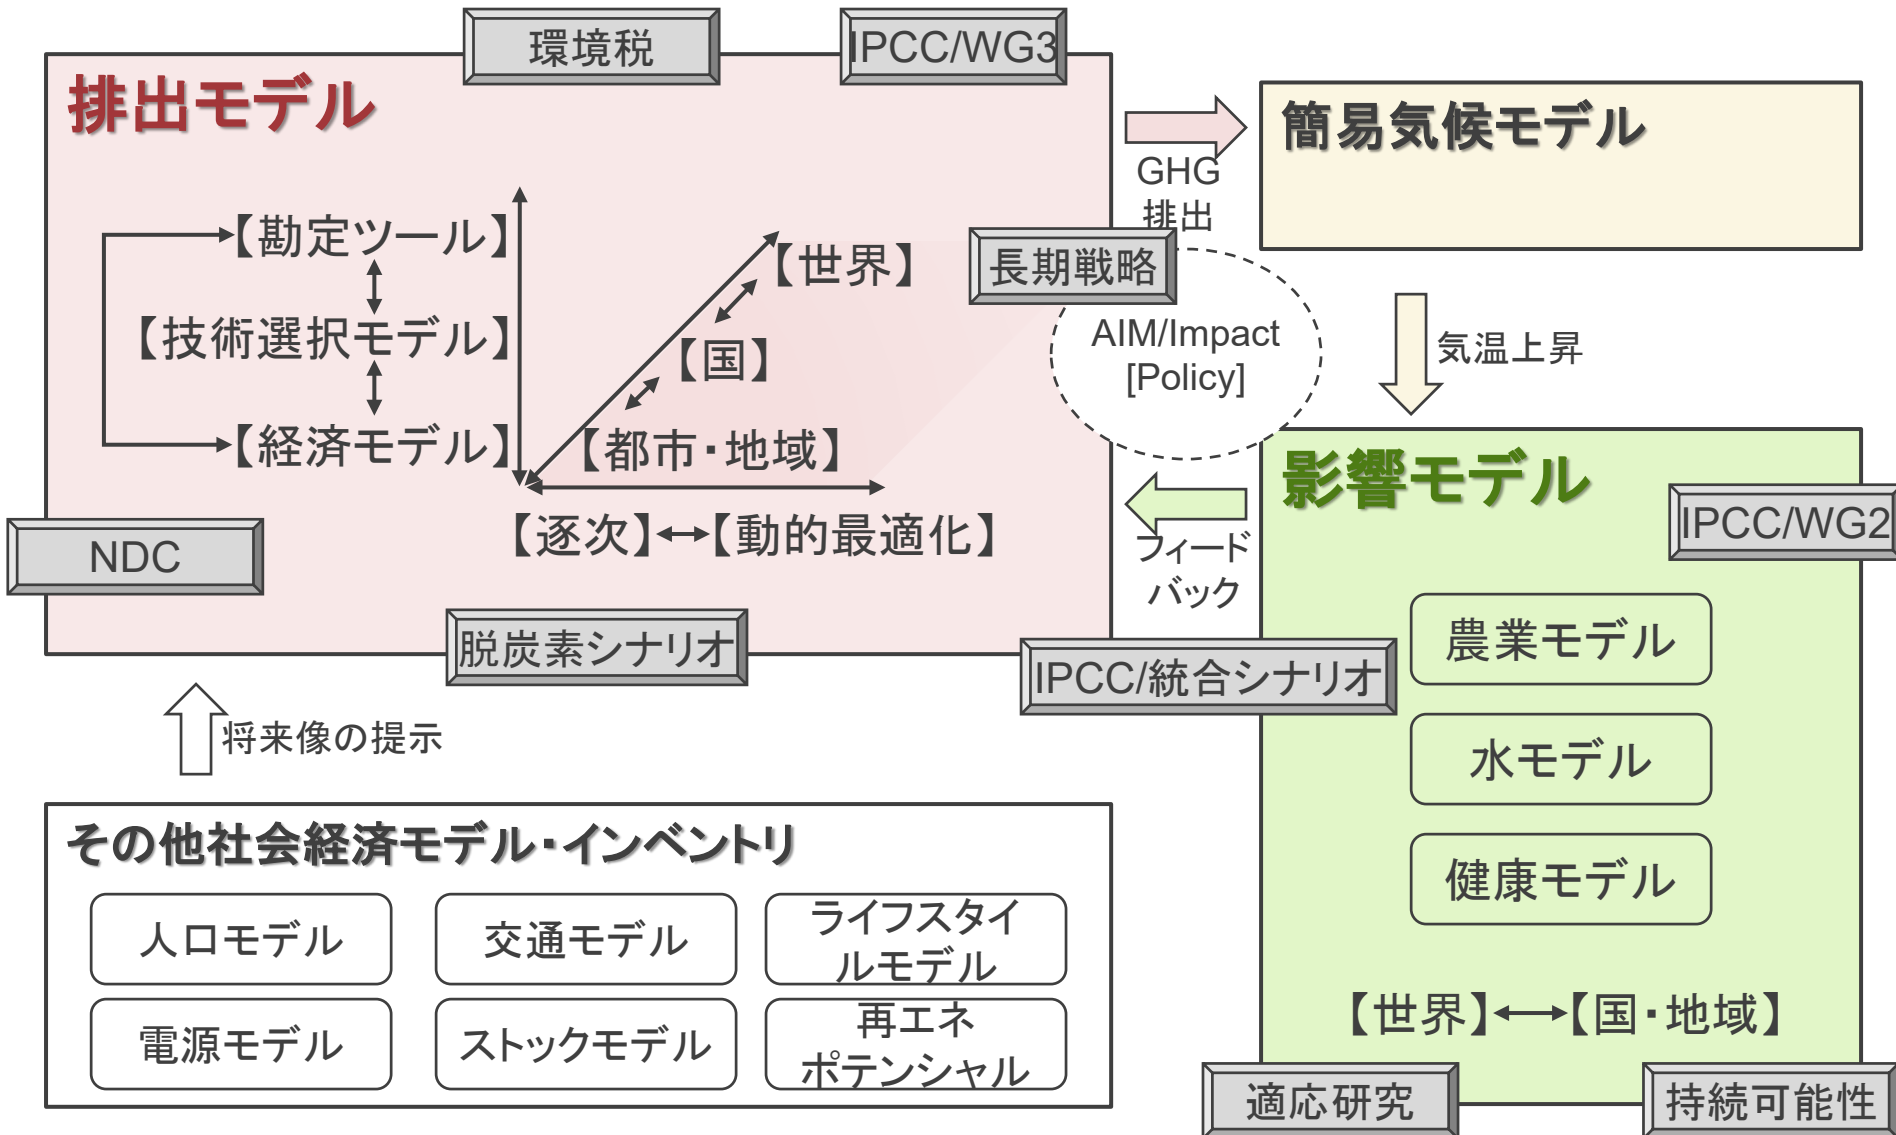 環境税
IPCC/WG3
排出モデル
簡易気候モデル
GHG
排出
【勘定ツール】
【世界】
長期戦略
【技術選択モデル】
【国】
AIM/Impact
[Policy]
気温上昇
【経済モデル】
【都市・地域】
影響モデル
IPCC/WG2
【逐次】
【動的最適化】
フィード
バック
NDC
脱炭素シナリオ
IPCC/統合シナリオ
農業モデル
将来像の提示
水モデル
その他社会経済モデル・インベントリ
健康モデル
人口モデル
交通モデル
ライフスタイ
ルモデル
電源モデル
ストックモデル
再エネ
ポテンシャル
【世界】
【国・地域】
適応研究
持続可能性